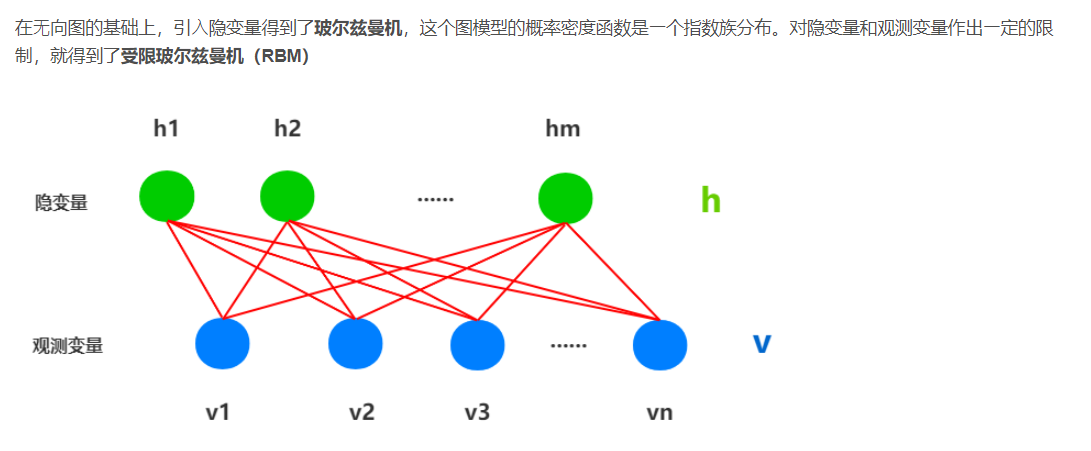 在无向图的基础上，引入隐变量得到了玻尔兹曼机，这个图模型的概率密度函数是一个指数族分布。对隐变量和观测变量作出一定的限
制，就得到了受限玻尔兹曼机（RBM）
h1 h2 hm
隐变量 ...... h
观测变量 ...... v
v1 v2 v3 vn